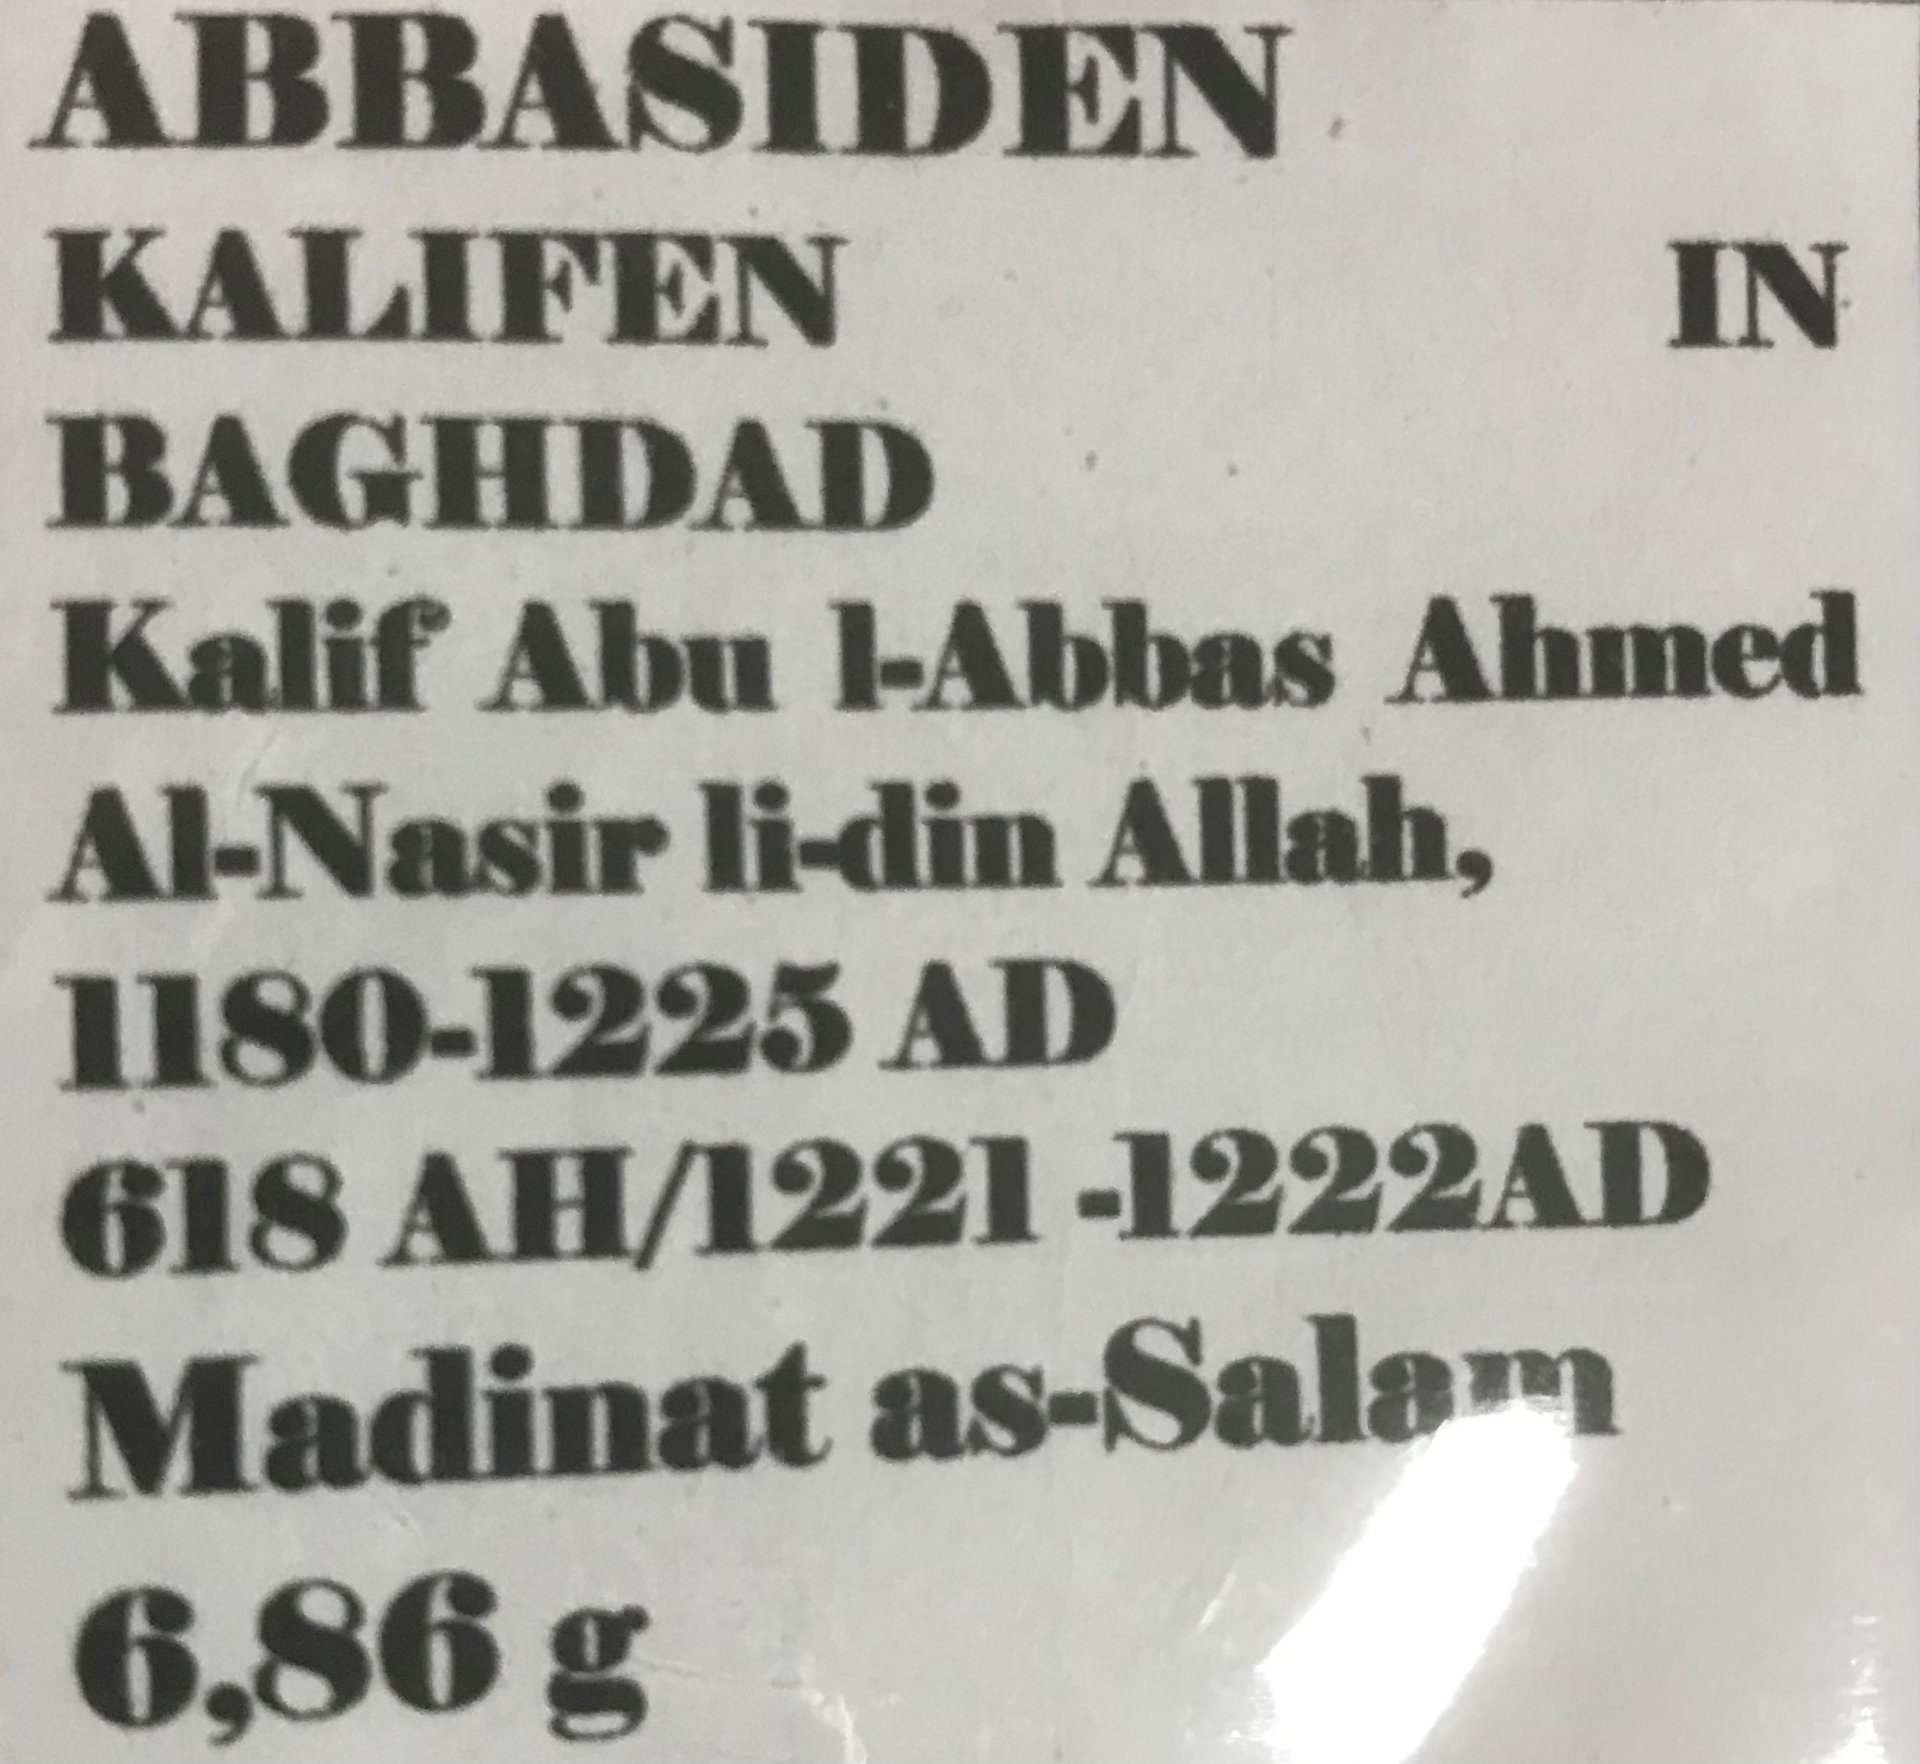 ABBASIDEN
KALIFEN IN
BAGHDAD
Kalif Abu l-Abbas Ahmed
Al-Nasir li-din Allah,
1180-1225 AD
618 AH/1221 -1222AD
Madinat as-Salam
6,86 g